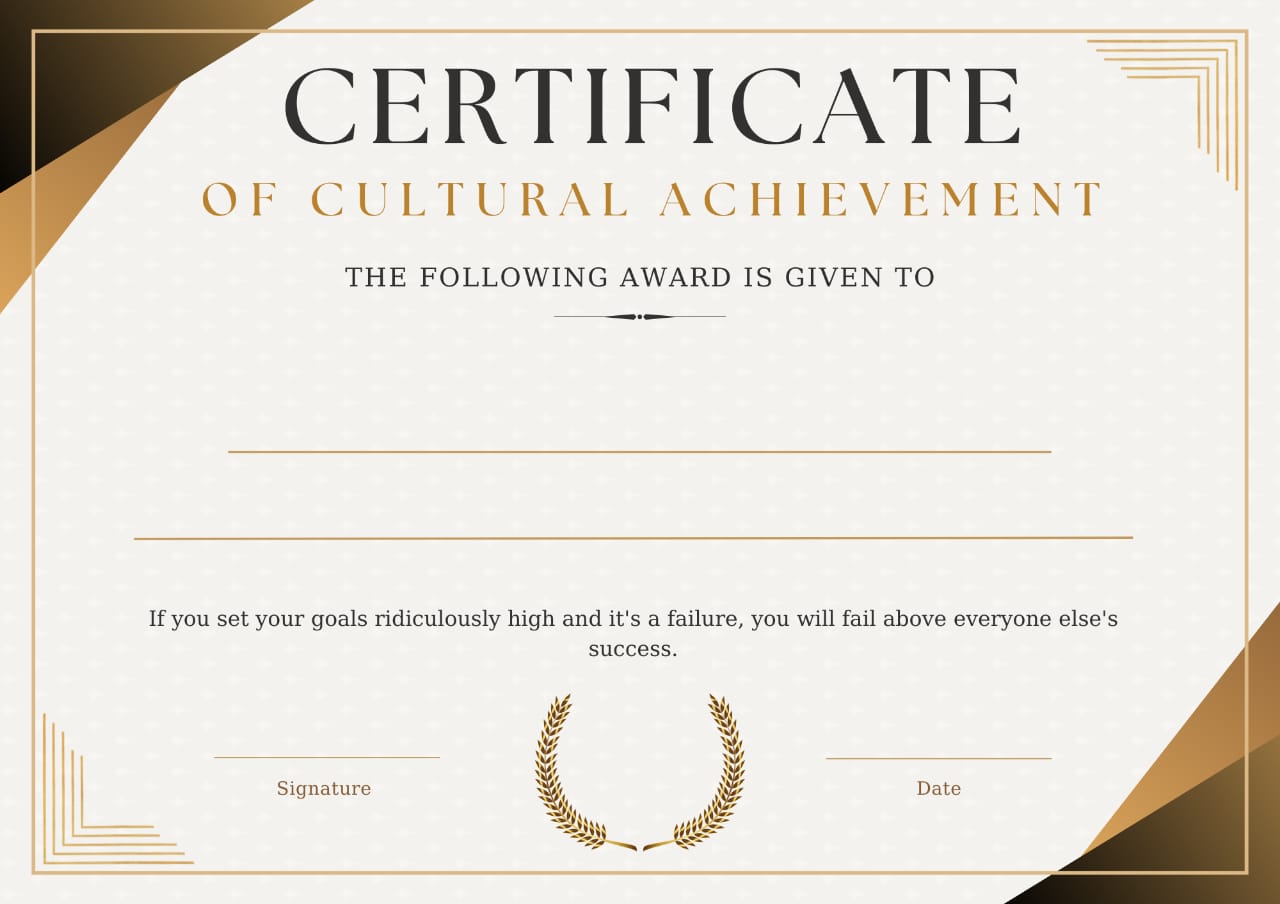 CERTIFICATE
OF CULTURAL ACHIEVEMENT
THE FOLLOWING AWARD IS GIVEN TO
If you set your goals ridiculously high and it's a failure, you will fail above everyone else's
success.
Signature
Date